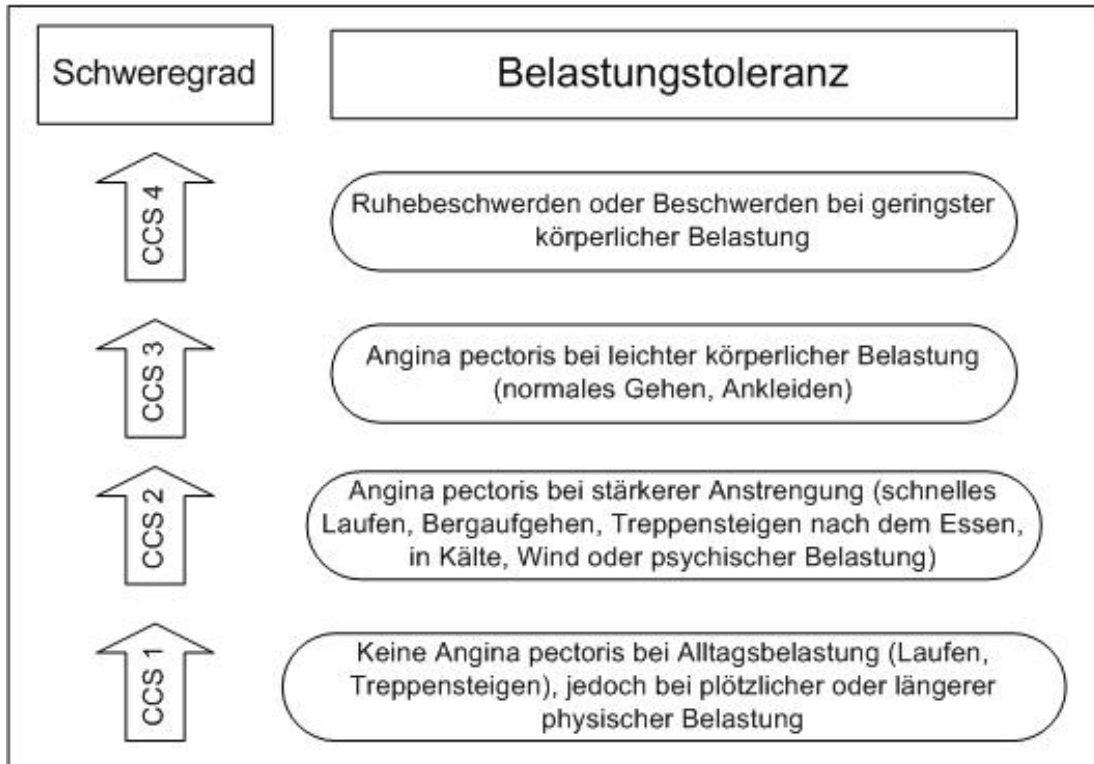 Schweregrad
Belastungstoleranz
CCS 4
Ruhebeschwerden oder Beschwerden bei geringster
körperlicher Belastung
CCS 3
Angina pectoris bei leichter körperlicher Belastung
(normales Gehen, Ankleiden)
CCS 2
Angina pectoris bei stärkerer Anstrengung (schnelles
Laufen, Bergaufgehen, Treppensteigen nach dem Essen,
in Kälte, Wind oder psychischer Belastung)
CCS 1
Keine Angina pectoris bei Alltagsbelastung (Laufen,
Treppensteigen), jedoch bei plötzlicher oder längerer
physischer Belastung